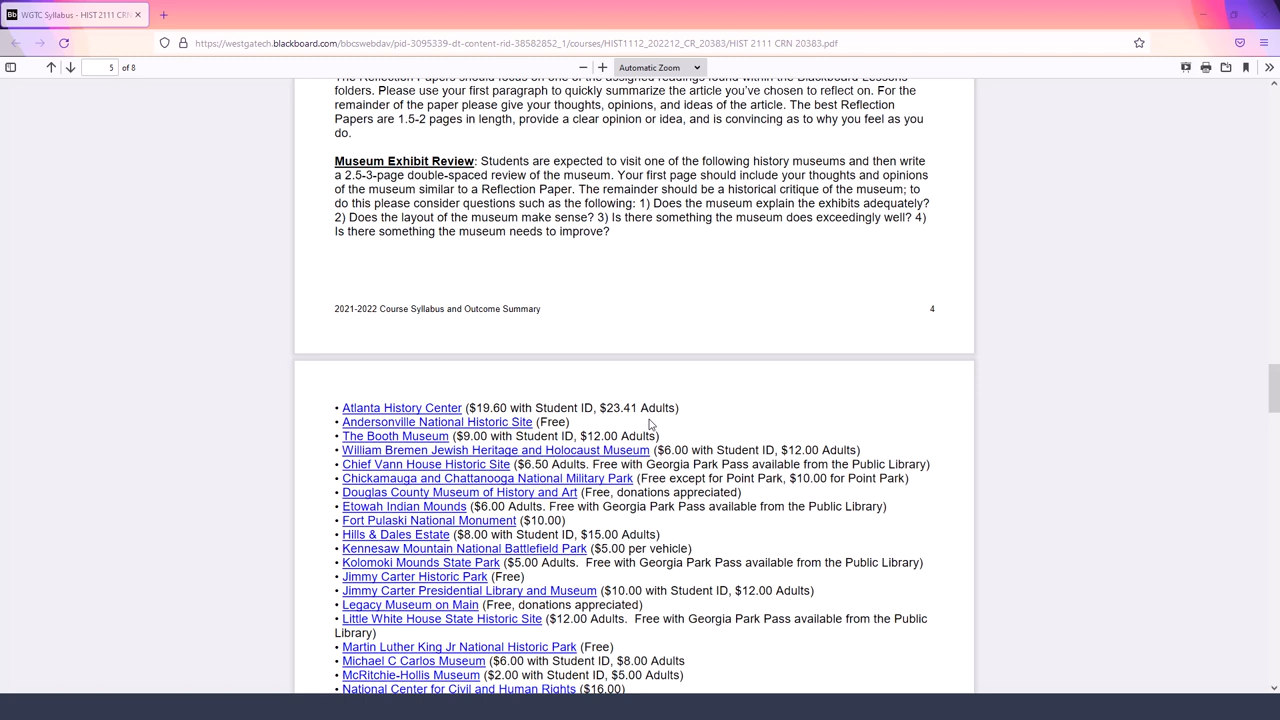 Bb WGTC Syllabus - HIST 2111 CRN
https://westgatech.blackboard.com/bbcswebdav/pid-3095339-dt-content-rid-38582852_1/courses/HIST1112_202212_CR_20383/HIST 2111 CRN 20383.pdf
5 of 8
Automatic Zoom
folders. Please use your first paragraph to quickly summarize the article you've chosen to reflect on. For the
remainder of the paper please give your thoughts, opinions, and ideas of the article. The best Reflection
Papers are 1.5-2 pages in length, provide a clear opinion or idea, and is convincing as to why you feel as you
do.
Museum Exhibit Review: Students are expected to visit one of the following history museums and then write
a 2.5-3-page double-spaced review of the museum. Your first page should include your thoughts and opinions
of the museum similar to a Reflection Paper. The remainder should be a historical critique of the museum; to
do this please consider questions such as the following: 1) Does the museum explain the exhibits adequately?
2) Does the layout of the museum make sense? 3) Is there something the museum does exceedingly well? 4)
Is there something the museum needs to improve?
2021-2022 Course Syllabus and Outcome Summary 4
• Atlanta History Center ($19.60 with Student ID, $23.41 Adults)
• Andersonville National Historic Site (Free)
• The Booth Museum ($9.00 with Student ID, $12.00 Adults)
• William Bremen Jewish Heritage and Holocaust Museum ($6.00 with Student ID, $12.00 Adults)
• Chief Vann House Historic Site ($6.50 Adults. Free with Georgia Park Pass available from the Public Library)
• Chickamauga and Chattanooga National Military Park (Free except for Point Park, $10.00 for Point Park)
• Douglas County Museum of History and Art (Free, donations appreciated)
• Etowah Indian Mounds ($6.00 Adults. Free with Georgia Park Pass available from the Public Library)
• Fort Pulaski National Monument ($10.00)
• Hills & Dales Estate ($8.00 with Student ID, $15.00 Adults)
• Kennesaw Mountain National Battlefield Park ($5.00 per vehicle)
• Kolomoki Mounds State Park ($5.00 Adults.  Free with Georgia Park Pass available from the Public Library)
• Jimmy Carter Historic Park (Free)
• Jimmy Carter Presidential Library and Museum ($10.00 with Student ID, $12.00 Adults)
• Legacy Museum on Main (Free, donations appreciated)
• Little White House State Historic Site ($12.00 Adults.  Free with Georgia Park Pass available from the Public
Library)
• Martin Luther King Jr National Historic Park (Free)
• Michael C Carlos Museum ($6.00 with Student ID, $8.00 Adults
• McRitchie-Hollis Museum ($2.00 with Student ID, $5.00 Adults)
• National Center for Civil and Human Rights ($16.00)